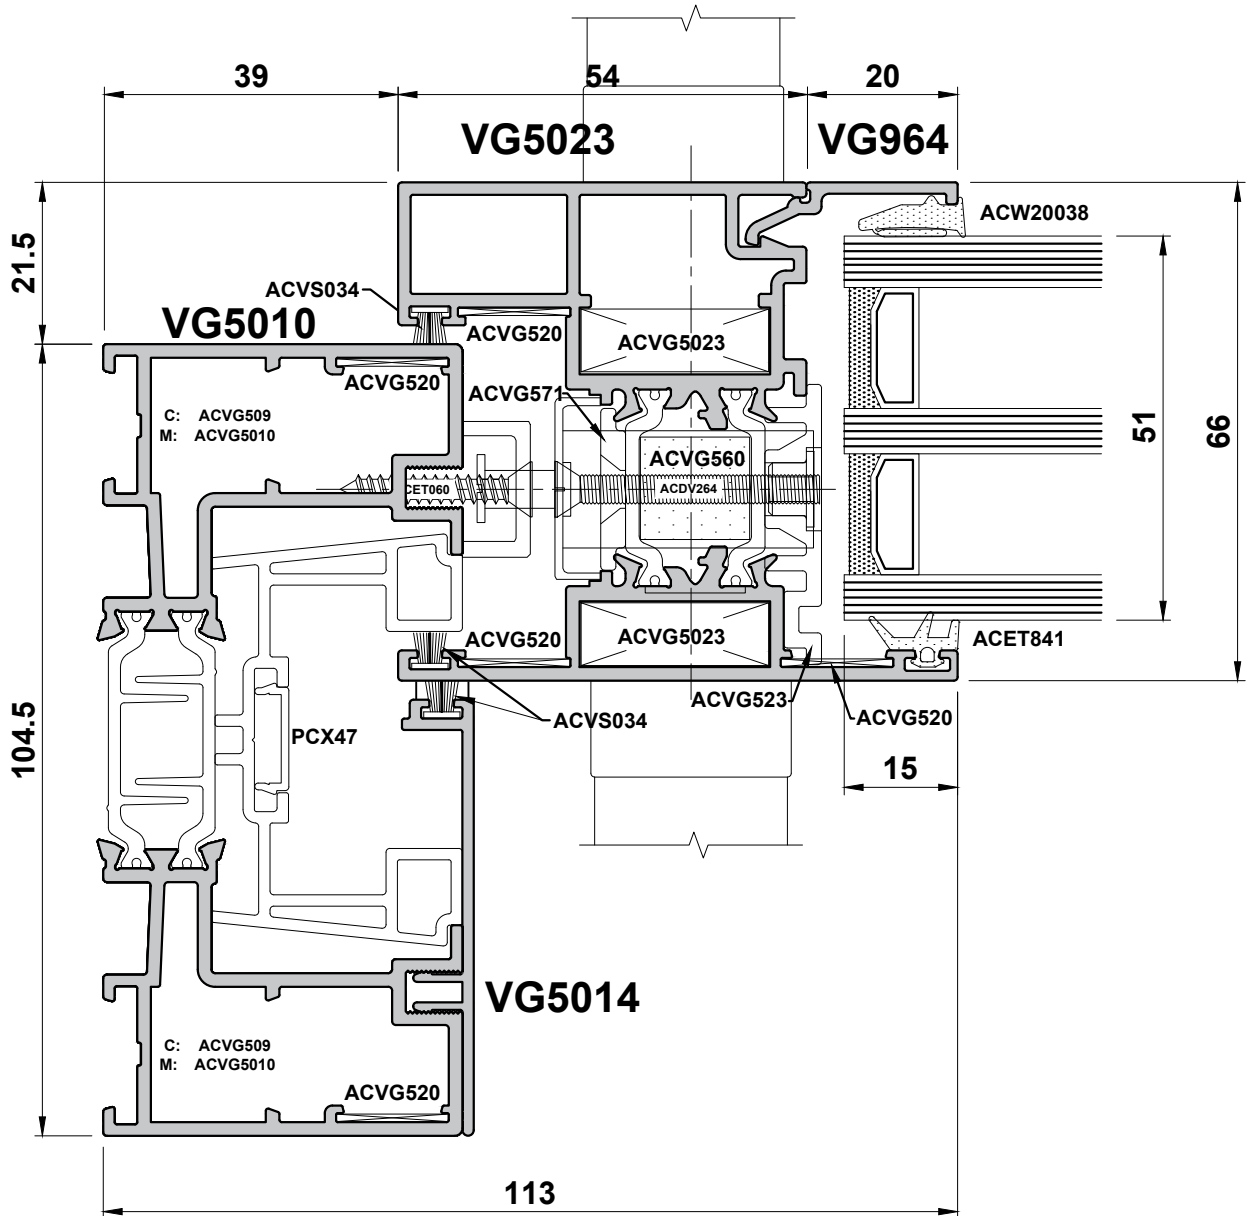 39
54
20
VG5023
VG964
ACW20038
21.5
ACVS034
VG5010
ACVG520
ACVG5023
ACVG520
ACVG571
C: ACVG509
M: ACVG5010
51
66
ACVG560
CET060
ACDV264
ACVG520
ACVG5023
ACET841
ACVG523
ACVG520
ACVS034
104.5
PCX47
15
VG5014
C: ACVG509
M: ACVG5010
ACVG520
113